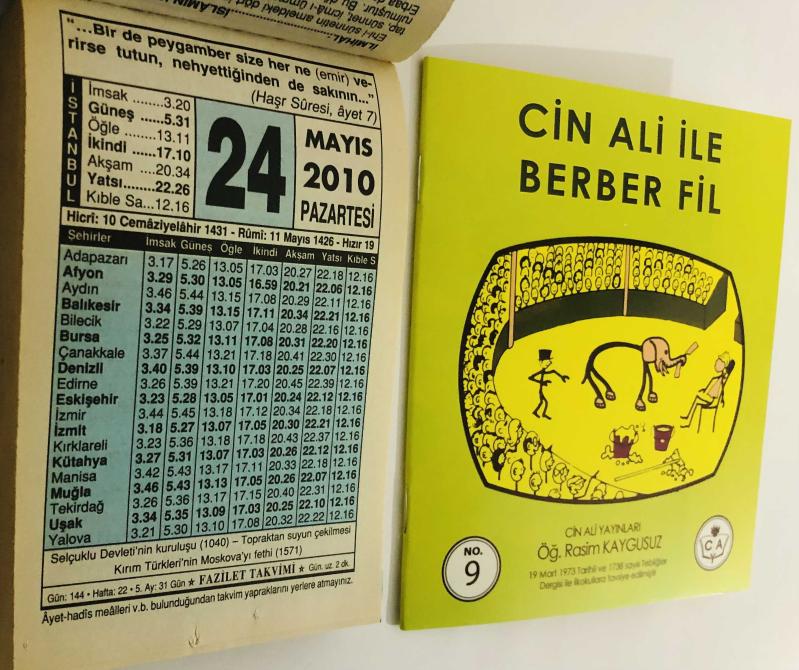 İLMİHAL:
"...Bir de peygamber size her ne (emir) ve-
rirse tutun, nehyettiğinden de sakının..."
(Haşr Sûresi, âyet 7)
İSTANBUL
İmsak ........3.20
Güneş ......5.31
Öğle .........13.11
İkindi ......17.10
Akşam ....20.34
Yatsı........22.26
Kıble Sa...12.16
24
MAYIS
2010
PAZARTESİ
Hicrî: 10 Cemâziyelâhir 1431 - Rûmî: 11 Mayıs 1426 - Hızır 19
Şehirler İmsak Güneş Öğle İkindi Akşam Yatsı Kıble S
Adapazarı 3.17 5.26 13.05 17.03 20.27 22.18 12.16
Afyon 3.29 5.30 13.05 16.59 20.21 22.06 12.16
Aydın 3.46 5.44 13.15 17.08 20.29 22.11 12.16
Balıkesir 3.34 5.39 13.15 17.11 20.34 22.21 12.16
Bilecik 3.22 5.29 13.07 17.04 20.28 22.16 12.16
Bursa 3.25 5.32 13.11 17.08 20.31 22.20 12.16
Çanakkale 3.37 5.44 13.21 17.18 20.41 22.30 12.16
Denizli 3.40 5.39 13.10 17.03 20.25 22.07 12.16
Edirne 3.26 5.39 13.21 17.20 20.45 22.39 12.16
Eskişehir 3.23 5.28 13.05 17.01 20.24 22.12 12.16
İzmir 3.44 5.45 13.18 17.12 20.34 22.18 12.16
İzmit 3.18 5.27 13.07 17.05 20.30 22.21 12.16
Kırklareli 3.23 5.36 13.18 17.18 20.43 22.37 12.16
Kütahya 3.27 5.31 13.07 17.03 20.26 22.12 12.16
Manisa 3.42 5.43 13.17 17.11 20.33 22.18 12.16
Muğla 3.46 5.43 13.13 17.05 20.26 22.07 12.16
Tekirdağ 3.26 5.36 13.17 17.15 20.40 22.31 12.16
Uşak 3.34 5.35 13.09 17.03 20.25 22.10 12.16
Yalova 3.21 5.30 13.10 17.08 20.32 22.22 12.16
Selçuklu Devleti'nin kuruluşu (1040) – Topraktan suyun çekilmesi
Kırım Türkleri'nin Moskova'yı fethi (1571)
Gün: 144 • Hafta: 22 • 5. Ay: 31 Gün ★ FAZİLET TAKVİMİ ★ Gün. uz. 2 dk.
Âyet-hadîs meâlleri v.b. bulunduğundan takvim yapraklarını yerlere atmayınız.
CİN ALİ İLE
BERBER FİL
CİN ALİ YAYINLARI
Öğ. Rasim KAYGUSUZ
19 Mart 1973 Tarihli ve 1738 sayılı Tebliğler
Dergisi ile ilkokullara tavsiye edilmiştir
NO.
9
C A